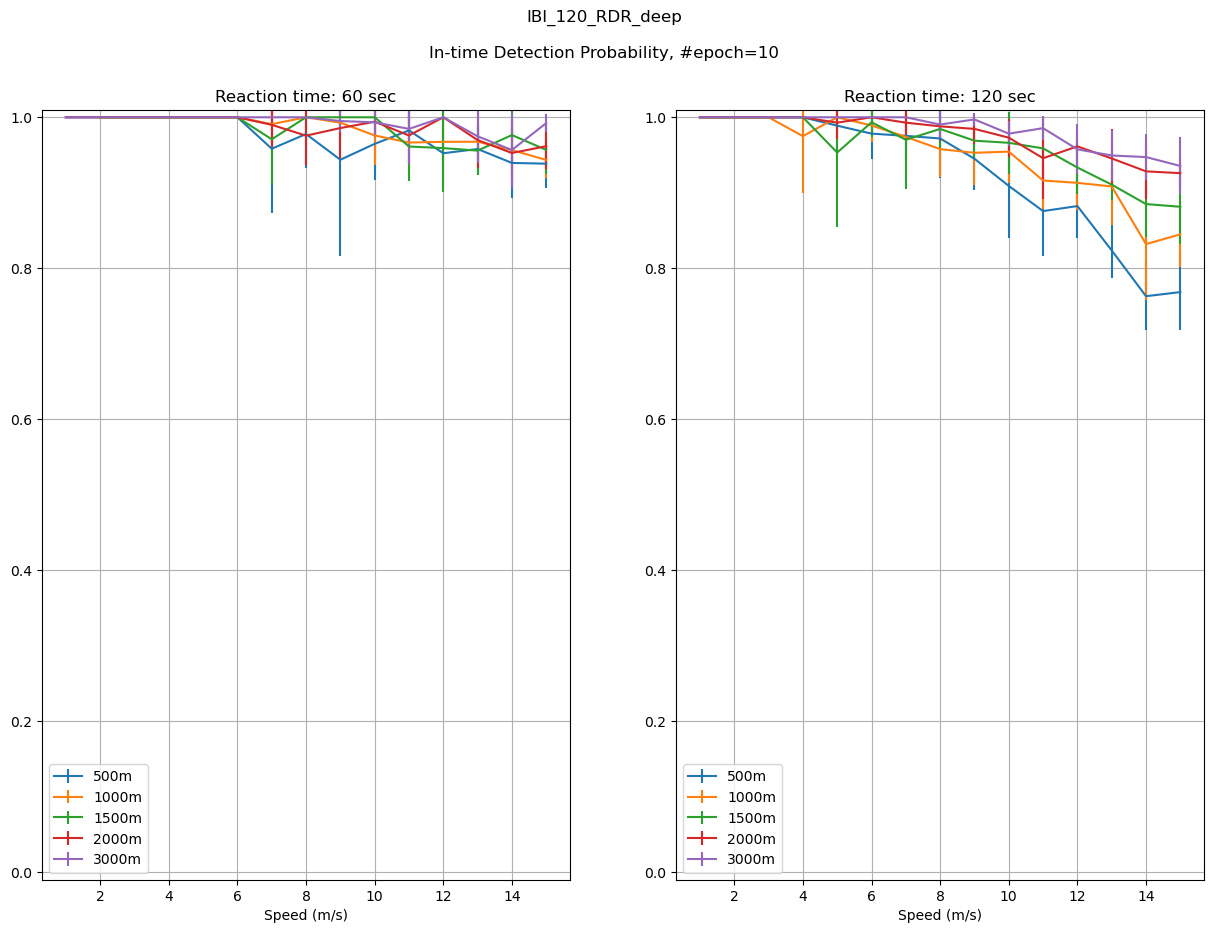 IBI_120_RDR_deep
In-time Detection Probability, #epoch=10
Reaction time: 60 sec
1.0
0.8
0.6
0.4
0.2
0.0
500m
1000m
1500m
2000m
3000m
2 4 6 8 10 12 14
Speed (m/s)
Reaction time: 120 sec
1.0
0.8
0.6
0.4
0.2
0.0
500m
1000m
1500m
2000m
3000m
2 4 6 8 10 12 14
Speed (m/s)